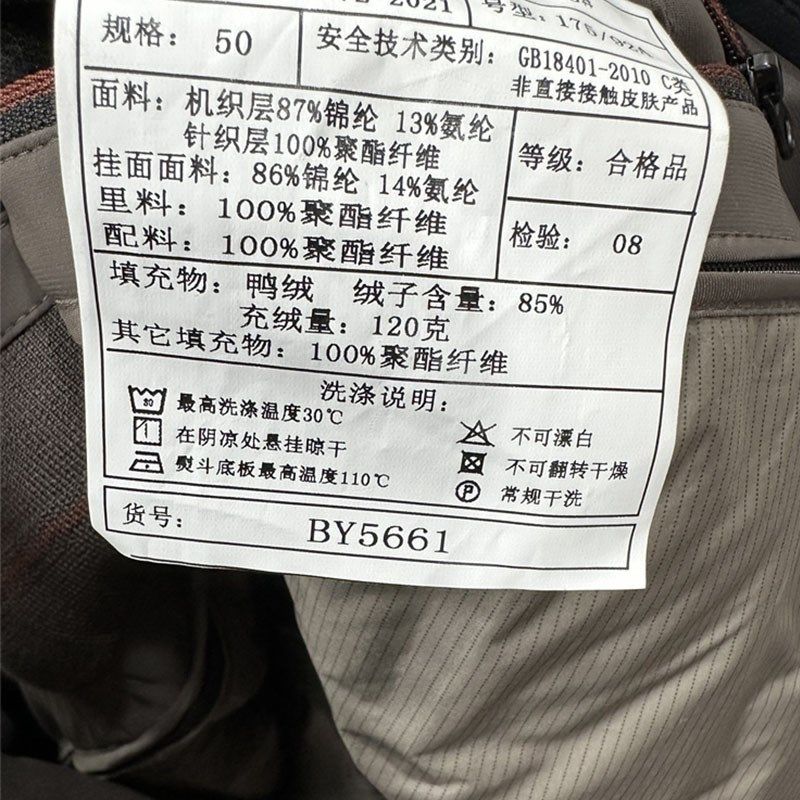 2021
号型: 175/92A
规格: 50
安全技术类别: GB18401-2010 C类
非直接接触皮肤产品
面料: 机织层87%锦纶 13%氨纶
针织层100%聚酯纤维
挂面面料: 86%锦纶 14%氨纶
里料: 100%聚酯纤维
配料: 100%聚酯纤维
等级: 合格品
检验: 08
填充物: 鸭绒 绒子含量: 85%
充绒量: 120克
其它填充物: 100%聚酯纤维
洗涤说明:
30 最高洗涤温度30℃
在阴凉处悬挂晾干
熨斗底板最高温度110℃
不可漂白
不可翻转干燥
P 常规干洗
货号: BY5661